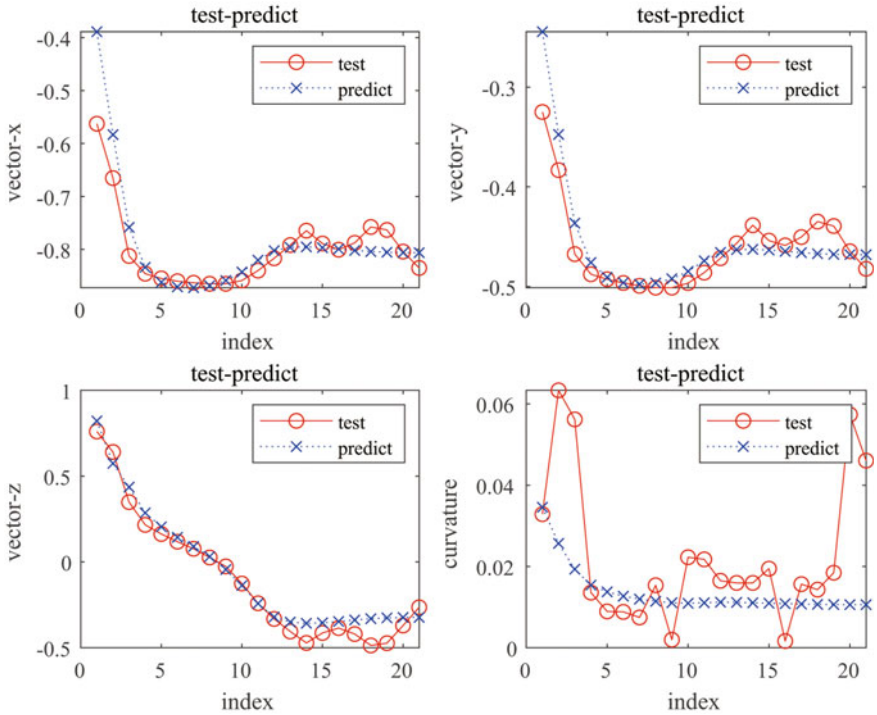 test-predict
-0.4
-0.5
-0.6
-0.7
-0.8
vector-x
test
predict
0 5 10 15 20
index
test-predict
-0.3
-0.4
-0.5
vector-y
test
predict
0 5 10 15 20
index
test-predict
1
0.5
0
-0.5
vector-z
test
predict
0 5 10 15 20
index
test-predict
0.06
0.04
0.02
0
curvature
test
predict
0 5 10 15 20
index